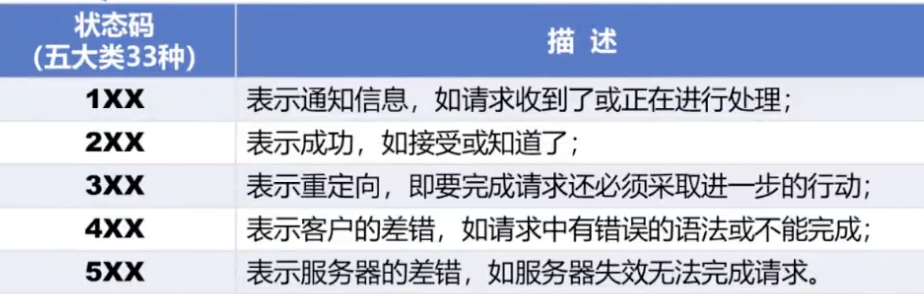 状态码
(五大类33种)
描 述
1XX 表示通知信息，如请求收到了或正在进行处理；
2XX 表示成功，如接受或知道了；
3XX 表示重定向，即要完成请求还必须采取进一步的行动；
4XX 表示客户的差错，如请求中有错误的语法或不能完成；
5XX 表示服务器的差错，如服务器失效无法完成请求。